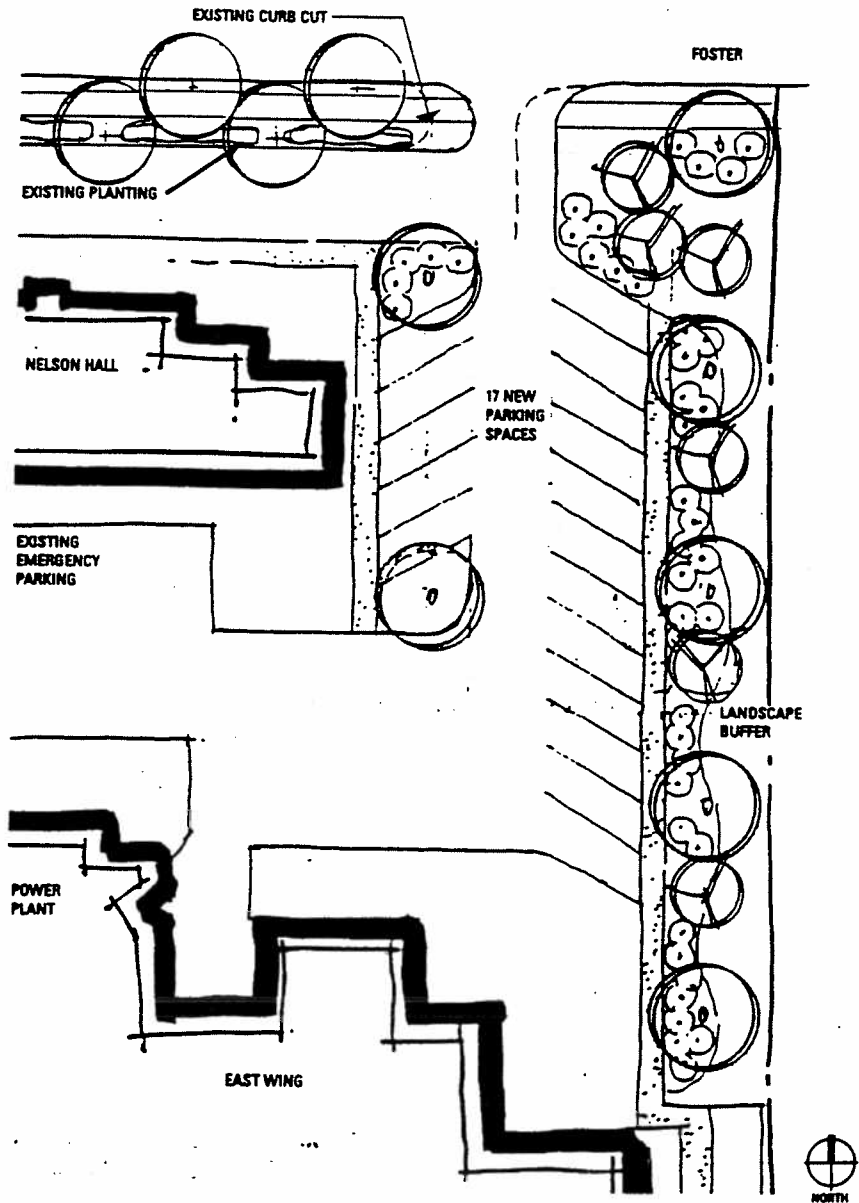 EXISTING CURB CUT
FOSTER
EXISTING PLANTING
NELSON HALL
17 NEW
PARKING
SPACES
EXISTING
EMERGENCY
PARKING
LANDSCAPE
BUFFER
POWER
PLANT
EAST WING
NORTH